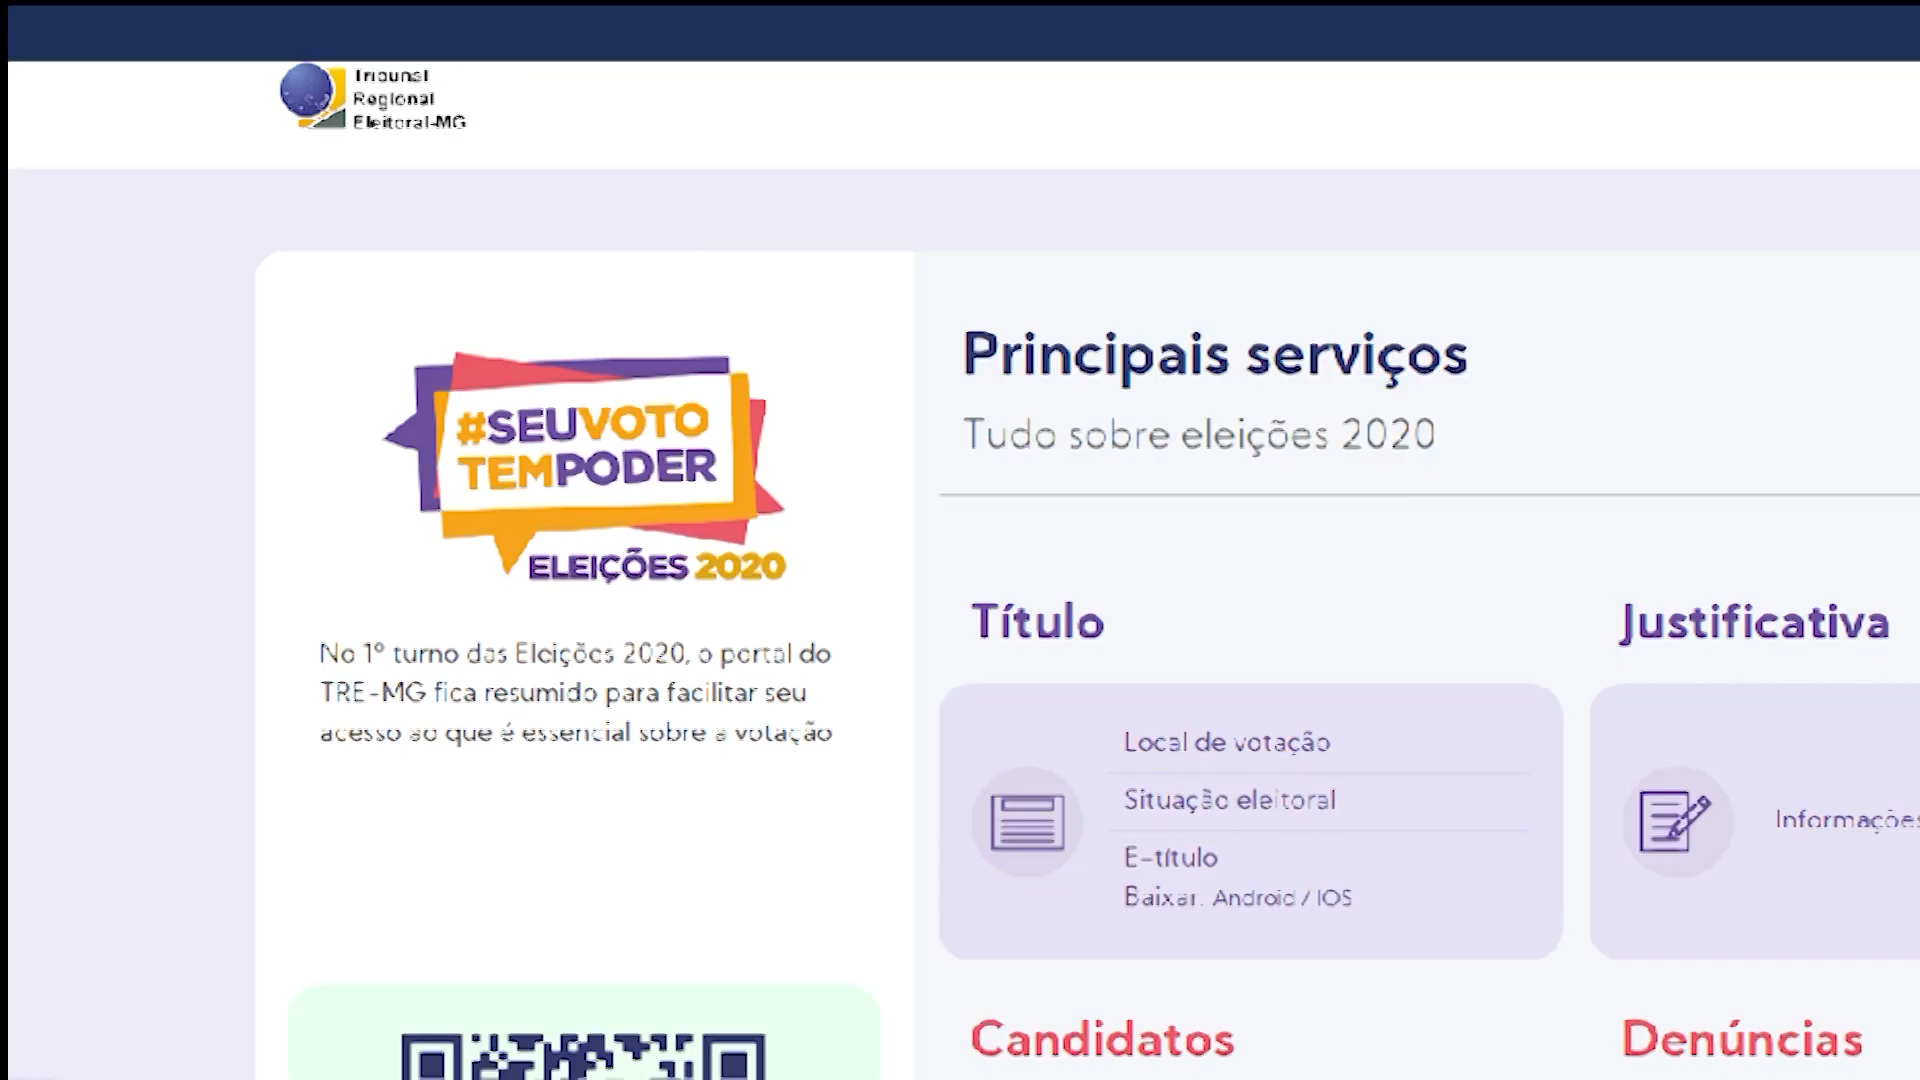 Tribunal
Regional
Eleitoral-MG
#SEUVOTO
TEMPODER
ELEIÇÕES 2020
No 1º turno das Eleições 2020, o portal do
TRE-MG fica resumido para facilitar seu
acesso ao que é essencial sobre a votação
Principais serviços
Tudo sobre eleições 2020
Título
Local de votação
Situação eleitoral
E-título
Baixar: Android / IOS
Justificativa
Informações
Candidatos
Denúncias